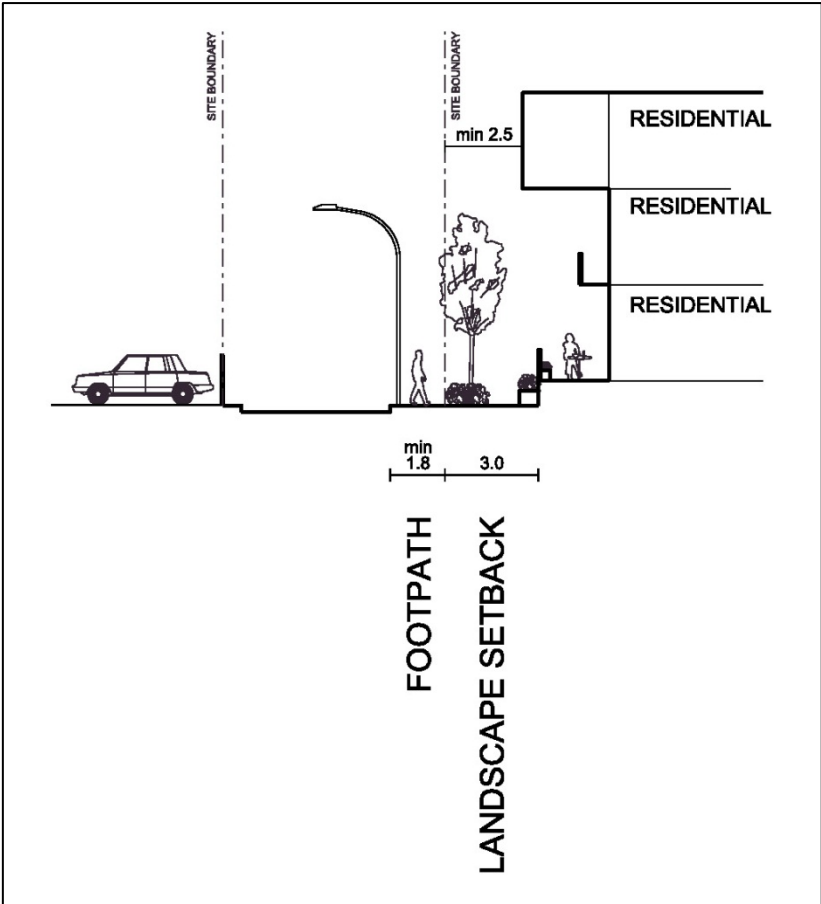 SITE BOUNDARY
SITE BOUNDARY
RESIDENTIAL
min 2.5
RESIDENTIAL
RESIDENTIAL
min
1.8
3.0
FOOTPATH
LANDSCAPE SETBACK